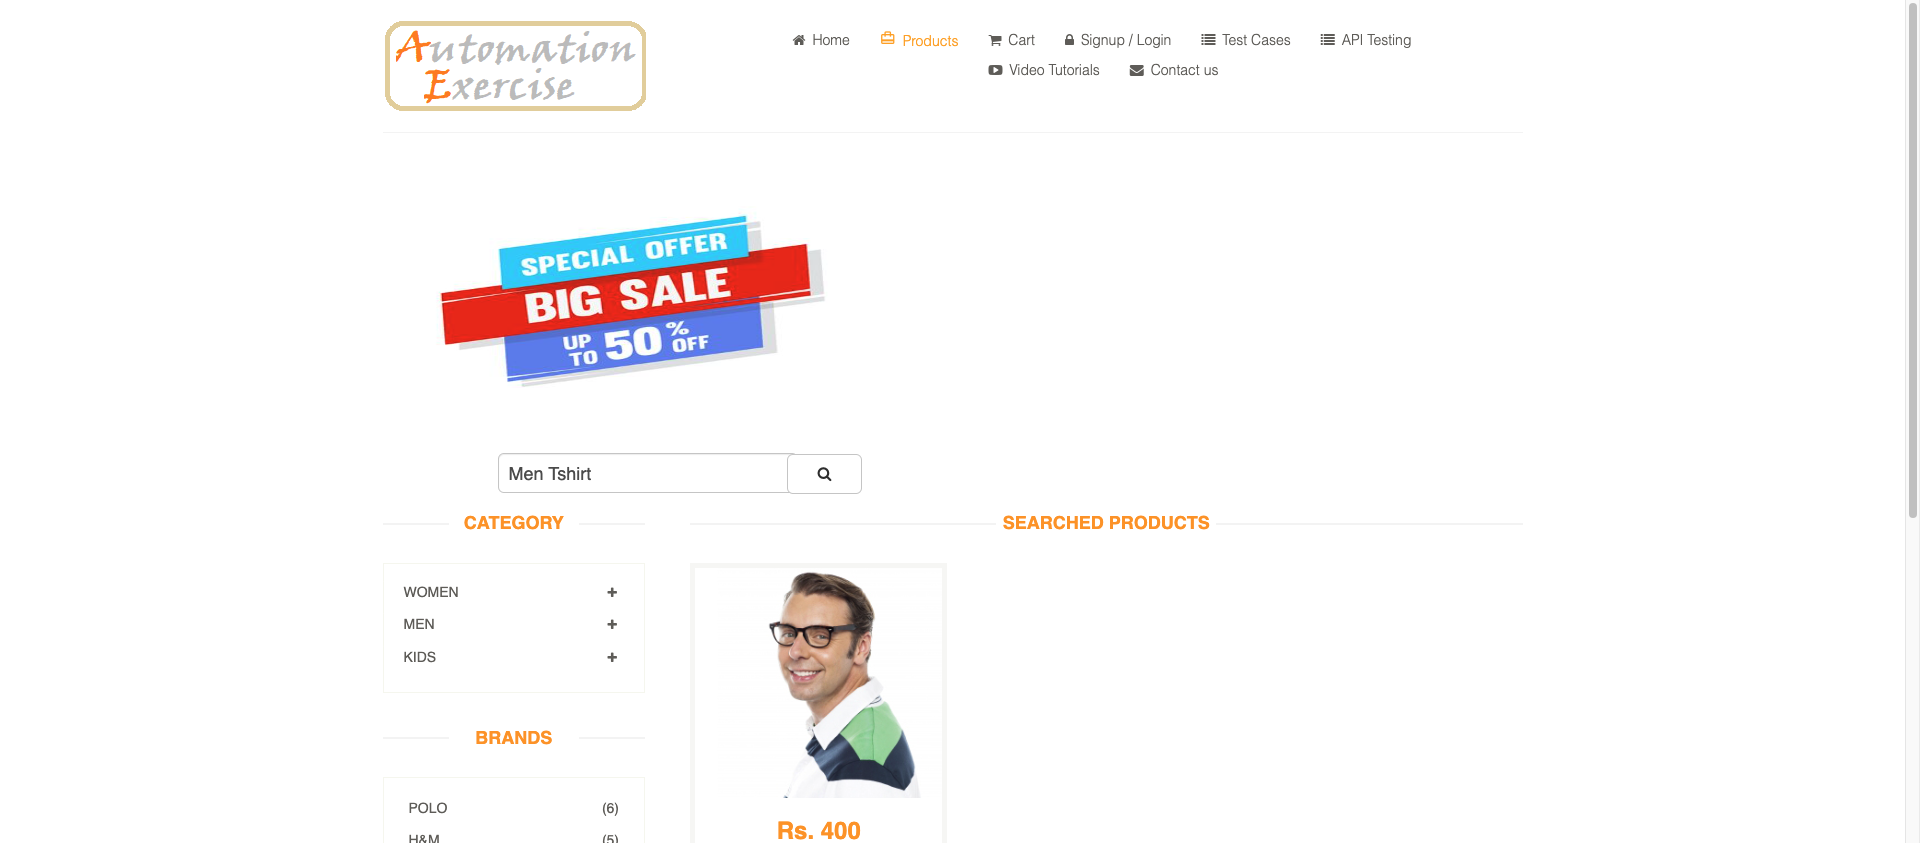 Automation
Exercise
Home
Products
Cart
Signup / Login
Test Cases
API Testing
Video Tutorials
Contact us
SPECIAL OFFER
BIG SALE
UP TO 50% OFF
Men Tshirt
CATEGORY
WOMEN
MEN
KIDS
BRANDS
POLO (6)
H&M (5)
SEARCHED PRODUCTS
Rs. 400